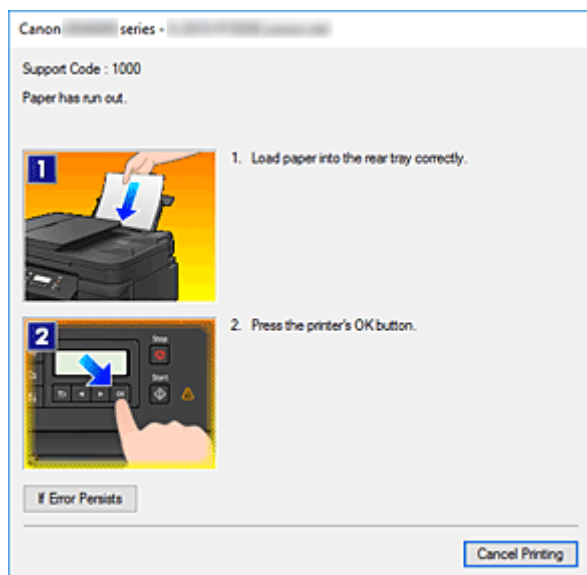 Canon series -
Support Code : 1000
Paper has run out.
1
1. Load paper into the rear tray correctly.
2
2. Press the printer's OK button.
Stop
Start
OK
If Error Persists
Cancel Printing